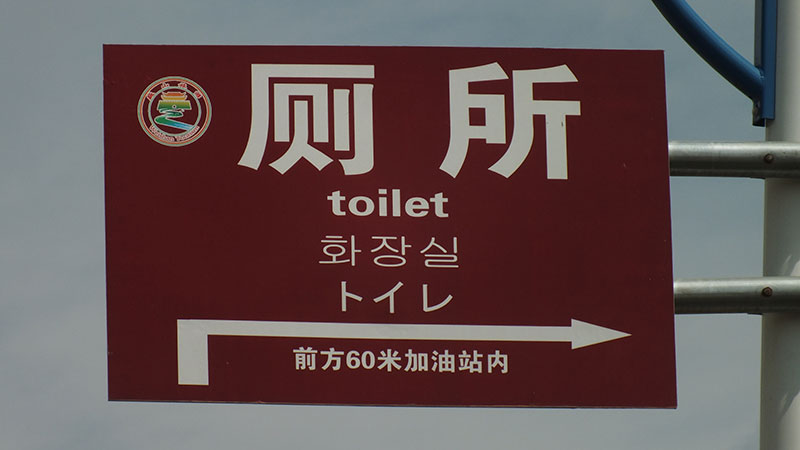 厕所
toilet
화장실
トイレ
前方60米加油站内